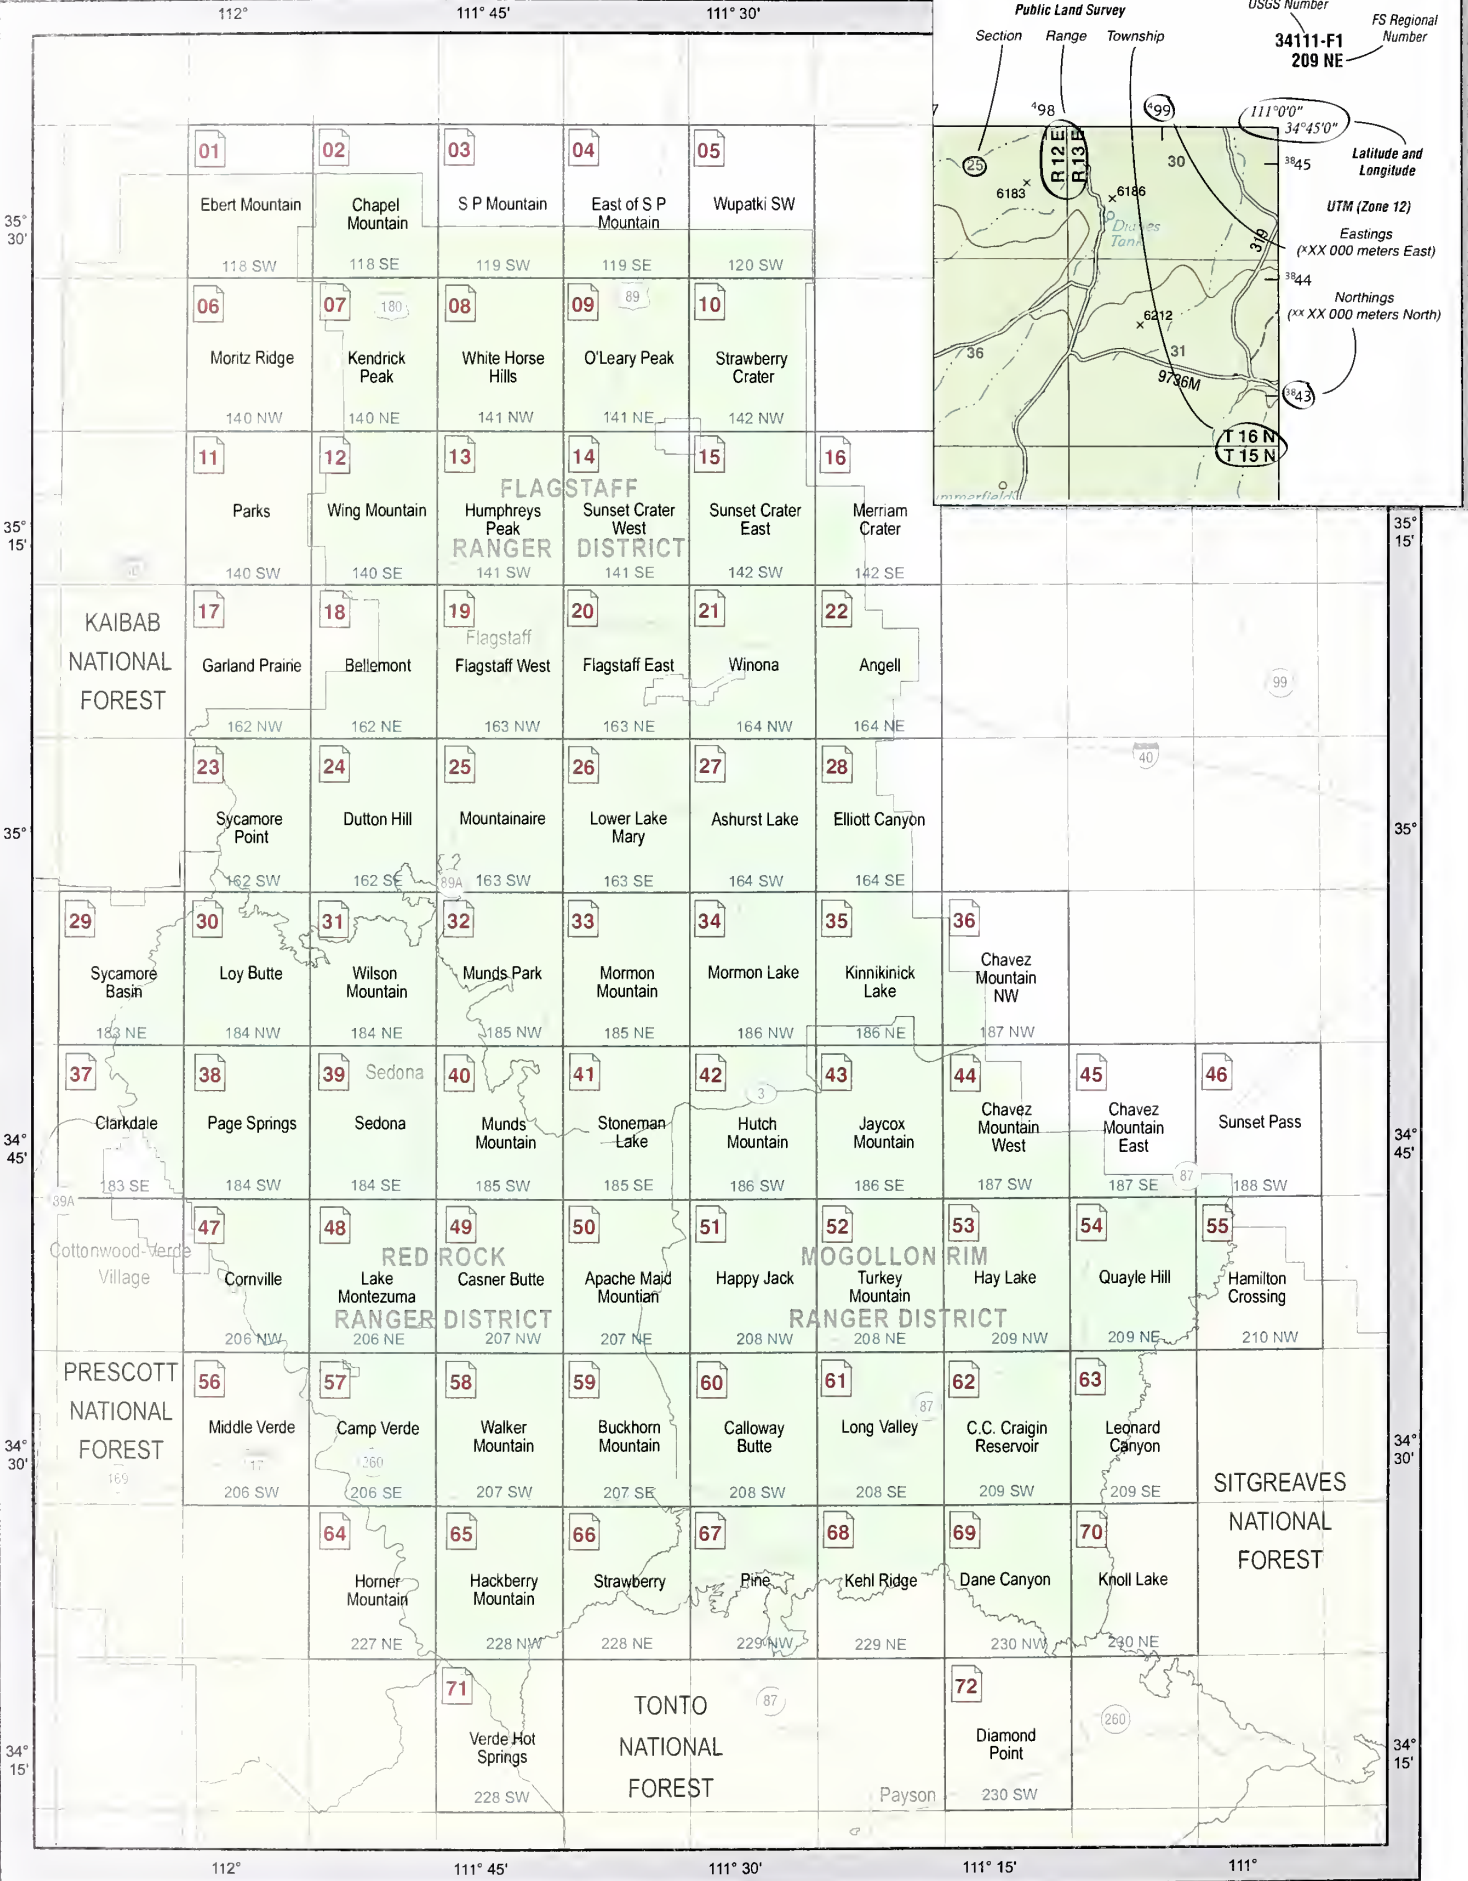 112°
111° 45'
111° 30'
Public Land Survey
Section
Range
Township
USGS Number
34111-F1
209 NE
FS Regional
Number
⁴98
⁴99
111°0'0"
34°45'0"
Latitude and
Longitude
25
R 12 E
R 13 E
30
³⁸45
6183
6186
UTM (Zone 12)
Eastings
(ˣXX 000 meters East)
319
³⁸44
Northings
(ˣˣ XX 000 meters North)
6212
36
31
9736M
³⁸43
T 16 N
T 15 N
01
02
03
04
05
Ebert Mountain
Chapel
Mountain
S P Mountain
East of S P
Mountain
Wupatki SW
35°
30'
118 SW
118 SE
119 SW
119 SE
120 SW
06
07
180
08
09
89
10
Moritz Ridge
Kendrick
Peak
White Horse
Hills
O'Leary Peak
Strawberry
Crater
140 NW
140 NE
141 NW
141 NE
142 NW
11
12
13
14
15
16
FLAGSTAFF
RANGER DISTRICT
Parks
Wing Mountain
Humphreys
Peak
Sunset Crater
West
Sunset Crater
East
Merriam
Crater
35°
15'
35°
15'
140 SW
140 SE
141 SW
141 SE
142 SW
142 SE
KAIBAB
NATIONAL
FOREST
17
18
19
20
21
22
Flagstaff
Garland Prairie
Bellemont
Flagstaff West
Flagstaff East
Winona
Angell
99
162 NW
162 NE
163 NW
163 NE
164 NW
164 NE
40
23
24
25
26
27
28
Sycamore
Point
Dutton Hill
Mountainaire
Lower Lake
Mary
Ashurst Lake
Elliott Canyon
35°
35°
162 SW
162 SE
89A
163 SW
163 SE
164 SW
164 SE
29
30
31
32
33
34
35
36
Sycamore
Basin
Loy Butte
Wilson
Mountain
Munds Park
Mormon
Mountain
Mormon Lake
Kinnikinick
Lake
Chavez
Mountain
NW
183 NE
184 NW
184 NE
185 NW
185 NE
186 NW
186 NE
187 NW
37
38
39
Sedona
40
41
42
3
43
44
45
46
Clarkdale
Page Springs
Sedona
Munds
Mountain
Stoneman
Lake
Hutch
Mountain
Jaycox
Mountain
Chavez
Mountain
West
Chavez
Mountain
East
Sunset Pass
34°
45'
34°
45'
183 SE
184 SW
184 SE
185 SW
185 SE
186 SW
186 SE
187 SW
187 SE
87
188 SW
89A
Cottonwood-Verde
Village
47
48
49
50
51
52
53
54
55
RED ROCK
RANGER DISTRICT
MOGOLLON RIM
RANGER DISTRICT
Cornville
Lake
Montezuma
Casner Butte
Apache Maid
Mountian
Happy Jack
Turkey
Mountain
Hay Lake
Quayle Hill
Hamilton
Crossing
206 NW
206 NE
207 NW
207 NE
208 NW
208 NE
209 NW
209 NE
210 NW
PRESCOTT
NATIONAL
FOREST
169
56
57
58
59
60
61
87
62
63
Middle Verde
Camp Verde
Walker
Mountain
Buckhorn
Mountain
Calloway
Butte
Long Valley
C.C. Craigin
Reservoir
Leonard
Canyon
34°
30'
34°
30'
17
260
206 SW
206 SE
207 SW
207 SE
208 SW
208 SE
209 SW
209 SE
SITGREAVES
NATIONAL
FOREST
64
65
66
67
68
69
70
Horner
Mountain
Hackberry
Mountain
Strawberry
Pine
Kehl Ridge
Dane Canyon
Knoll Lake
227 NE
228 NW
228 NE
229 NW
229 NE
230 NW
230 NE
71
72
TONTO
NATIONAL
FOREST
87
260
Verde Hot
Springs
Diamond
Point
34°
15'
34°
15'
228 SW
Payson
230 SW
112°
111° 45'
111° 30'
111° 15'
111°